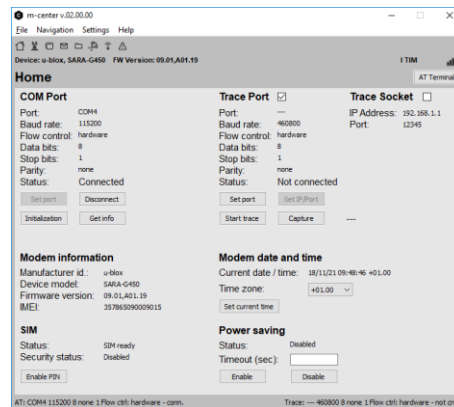 m-center v.02.00.00
File Navigation Settings Help
Device: u-blox, SARA-G450 FW Version: 09.01,A01.19 I TIM
Home AT Terminal
COM Port
Port: COM4
Baud rate: 115200
Flow control: hardware
Data bits: 8
Stop bits: 1
Parity: none
Status: Connected
Set port Disconnect
Initialization Get info
Trace Port
Port: ---
Baud rate: 460800
Flow control: hardware
Data bits: 8
Stop bits: 1
Parity: none
Status: Not connected
Set port Set IP/Port
Start trace Capture ---
Trace Socket
IP Address: 192.168.1.1
Port: 12345
Modem information
Manufacturer id.: u-blox
Device model: SARA-G450
Firmware version: 09.01,A01.19
IMEI: 357865090009015
Modem date and time
Current date / time: 18/11/21 09:48:46 +01.00
Time zone: +01.00
Set current time
SIM
Status: SIM ready
Security status: Disabled
Enable PIN
Power saving
Status: Disabled
Timeout (sec):
Enable Disable
AT: COM4 115200 8 none 1 Flow ctrl: hardware - conn. Trace: --- 460800 8 none 1 Flow ctrl: hardware - not